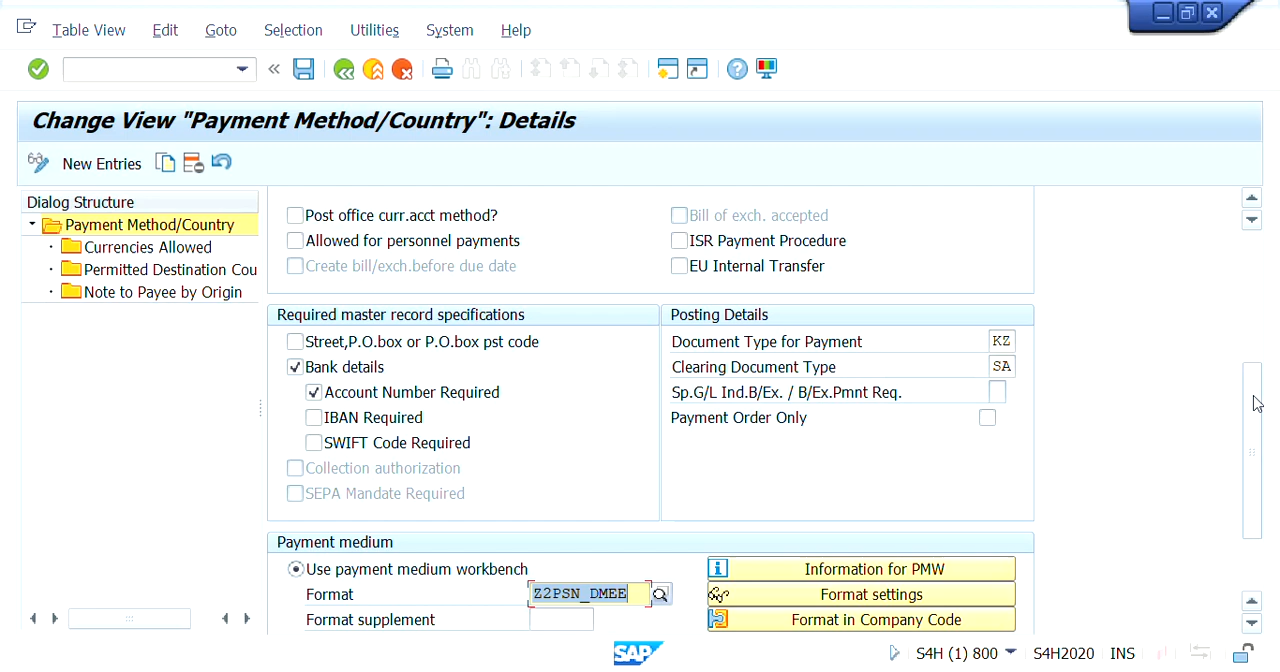 Table View Edit Goto Selection Utilities System Help
Change View "Payment Method/Country": Details
New Entries
Dialog Structure
Payment Method/Country
Currencies Allowed
Permitted Destination Cou
Note to Payee by Origin
Post office curr.acct method? Bill of exch. accepted
Allowed for personnel payments ISR Payment Procedure
Create bill/exch.before due date EU Internal Transfer
Required master record specifications
Street,P.O.box or P.O.box pst code
Bank details
Account Number Required
IBAN Required
SWIFT Code Required
Collection authorization
SEPA Mandate Required
Posting Details
Document Type for Payment KZ
Clearing Document Type SA
Sp.G/L Ind.B/Ex. / B/Ex.Pmnt Req.
Payment Order Only
Payment medium
Use payment medium workbench Information for PMW
Format Z2PSN_DMEE Format settings
Format supplement Format in Company Code
SAP S4H (1) 800 S4H2020 INS